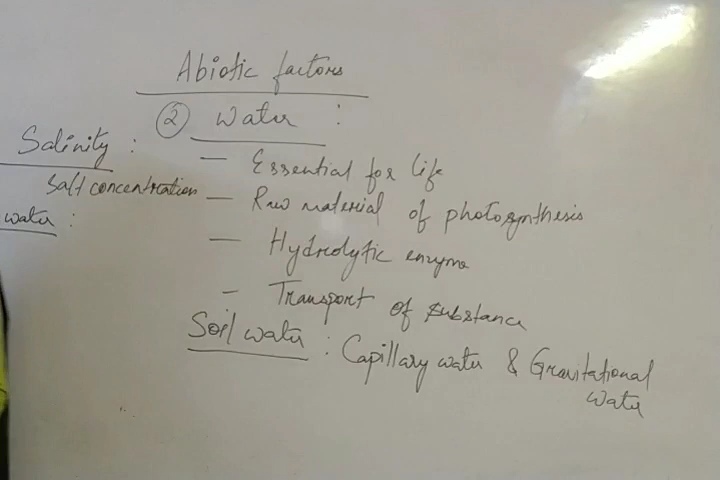 Abiotic factors
② Water :
Salinity :
Salt concentration
water :
— Essential for life
— Raw material of photosynthesis
— Hydrolytic enzyme
- Transport of substance
Soil water : Capillary water & Gravitational
water